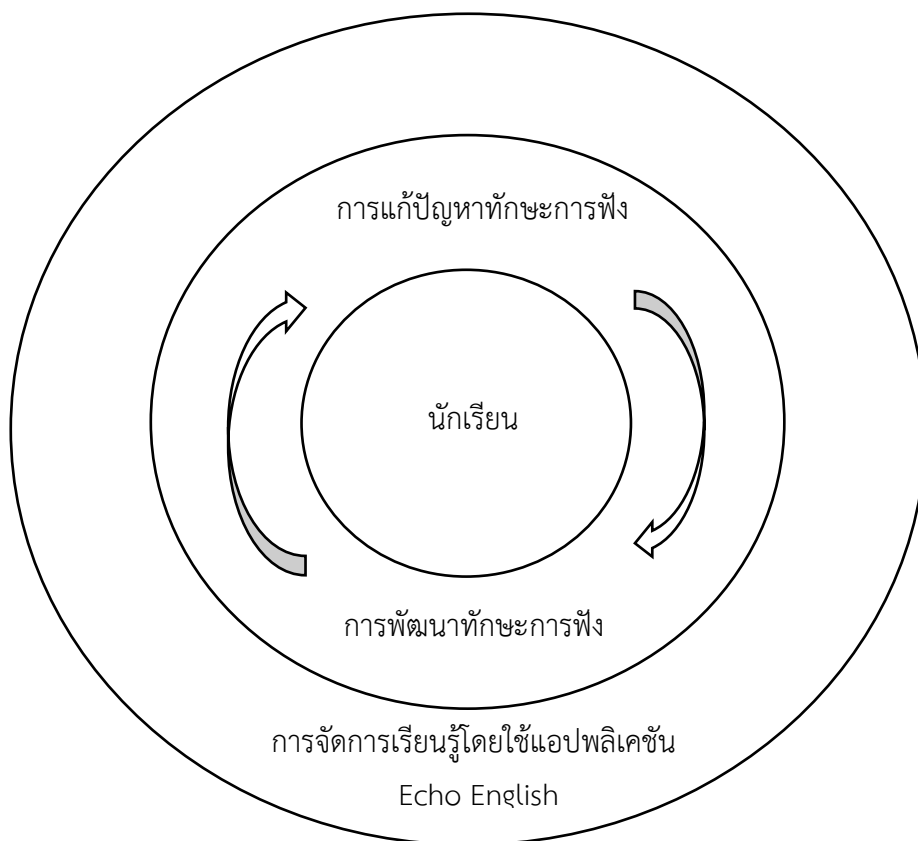 การแก้ปัญหาทักษะการฟัง
นักเรียน
การพัฒนาทักษะการฟัง
การจัดการเรียนรู้โดยใช้แอปพลิเคชัน
Echo English